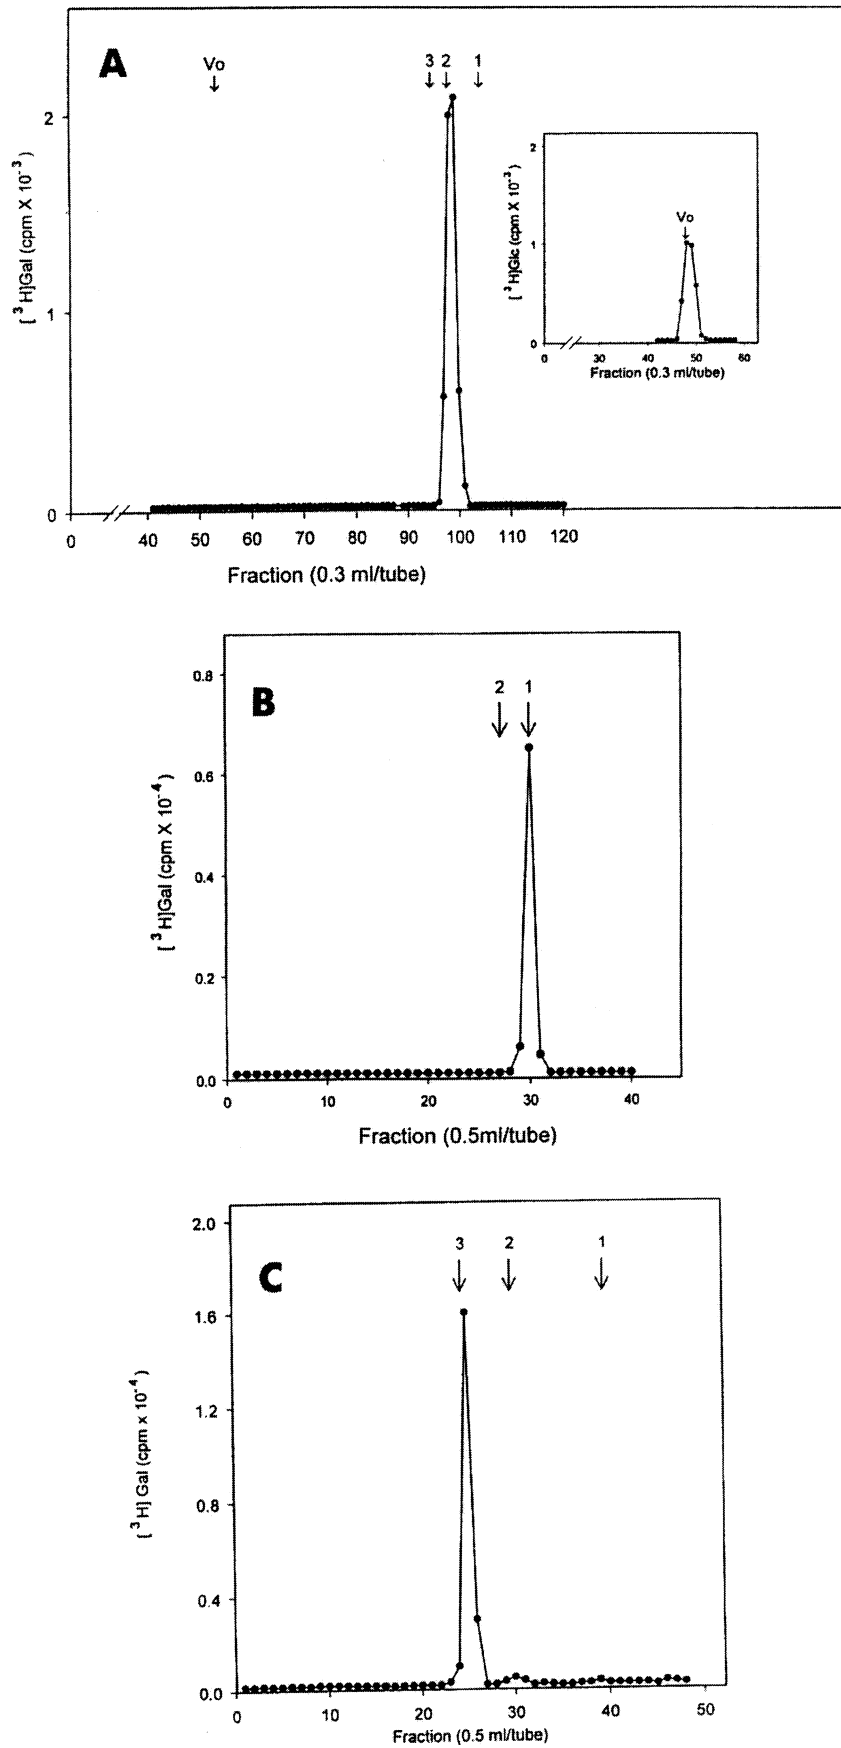 A
Vo
3 2 1
2
1
0
[ ³H]Gal (cpm X 10⁻³)
0 40 50 60 70 80 90 100 110 120
Fraction (0.3 ml/tube)
2
1
0
[ ³H]Glc (cpm X 10⁻³)
Vo
0 30 40 50 60
Fraction (0.3 ml/tube)
B
2 1
0.8
0.6
0.4
0.2
0.0
[ ³H]Gal (cpm X 10⁻⁴)
0 10 20 30 40
Fraction (0.5ml/tube)
C
3 2 1
2.0
1.6
1.2
0.8
0.4
0.0
[ ³H] Gal (cpm x 10⁻⁴)
0 10 20 30 40 50
Fraction (0.5 ml/tube)